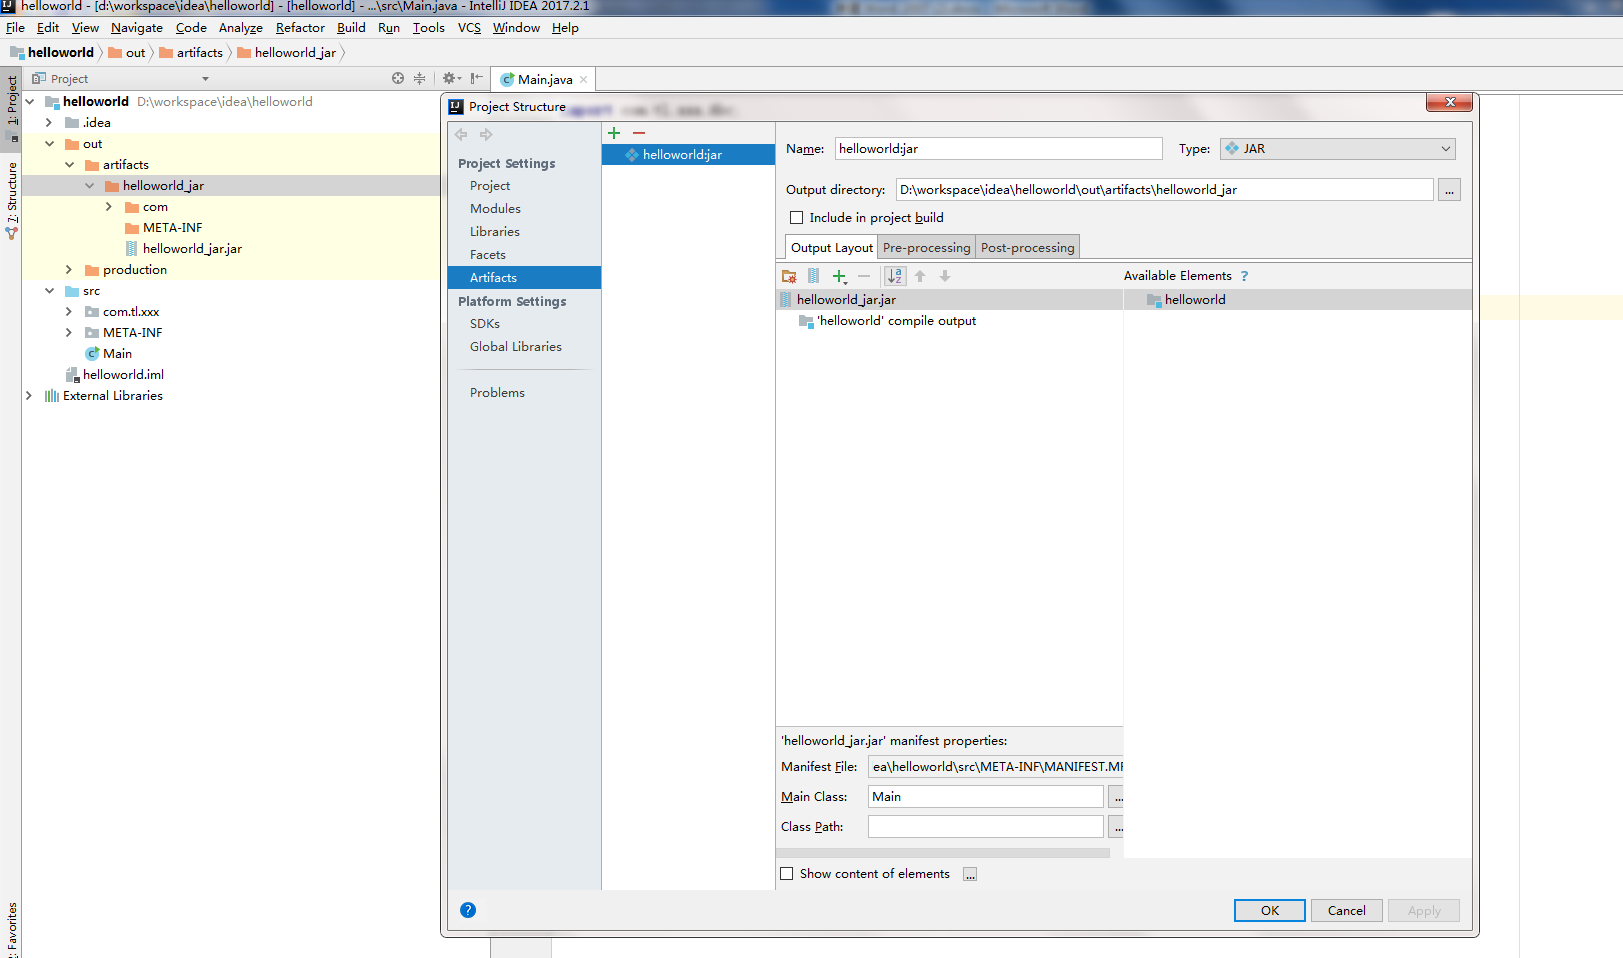 helloworld - [d:\workspace\idea\helloworld] - [helloworld] - ...\src\Main.java - IntelliJ IDEA 2017.2.1
File Edit View Navigate Code Analyze Refactor Build Run Tools VCS Window Help
helloworld out artifacts helloworld_jar
1: Project
7: Structure
Favorites
Project
helloworld D:\workspace\idea\helloworld
.idea
out
artifacts
helloworld_jar
com
META-INF
helloworld_jar.jar
production
src
com.tl.xxx
META-INF
Main
helloworld.iml
External Libraries
Main.java
Project Structure
Project Settings
Project
Modules
Libraries
Facets
Artifacts
Platform Settings
SDKs
Global Libraries
Problems
helloworld:jar
Name: helloworld:jar Type: JAR
Output directory: D:\workspace\idea\helloworld\out\artifacts\helloworld_jar ...
Include in project build
Output Layout Pre-processing Post-processing
Available Elements ?
helloworld_jar.jar
'helloworld' compile output
helloworld
'helloworld_jar.jar' manifest properties:
Manifest File: ea\helloworld\src\META-INF\MANIFEST.MF
Main Class: Main ...
Class Path: ...
Show content of elements ...
? OK Cancel Apply